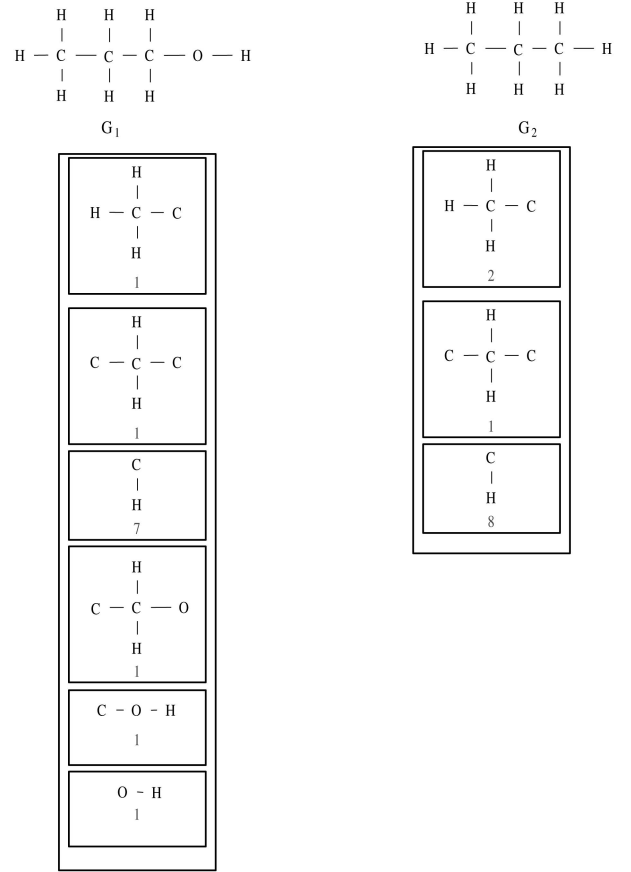 H H H
H — C — C — C — O — H
H H H
G1
H
H — C — C
H
1
H
C — C — C
H
1
C
H
7
H
C — C — O
H
1
C - O - H
1
O - H
1
H H H
H — C — C — C — H
H H H
G2
H
H — C — C
H
2
H
C — C — C
H
1
C
H
8